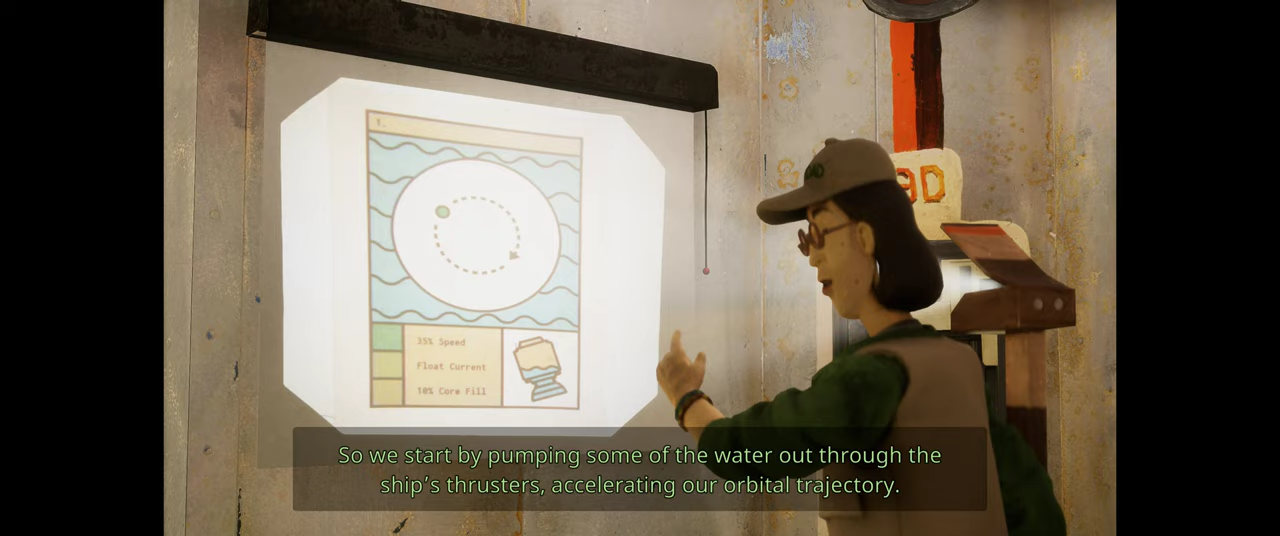 1.
35% Speed
Float Current
10% Core Fill
9D
So we start by pumping some of the water out through the
ship's thrusters, accelerating our orbital trajectory.